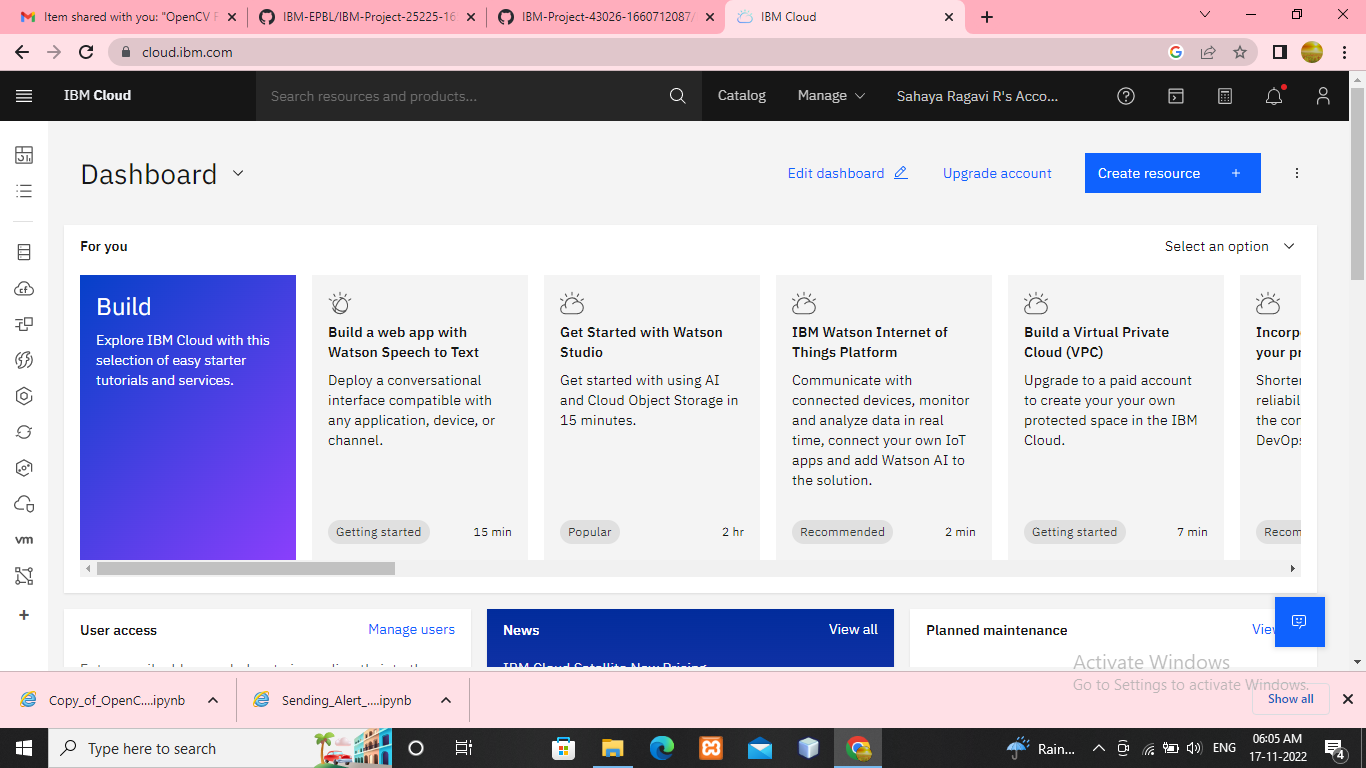 Item shared with you: "OpenCV F
IBM-EPBL/IBM-Project-25225-16
IBM-Project-43026-1660712087/
IBM Cloud
cloud.ibm.com
IBM Cloud
Search resources and products...
Catalog
Manage
Sahaya Ragavi R's Acco...
Dashboard
Edit dashboard
Upgrade account
Create resource
For you
Select an option
Build
Explore IBM Cloud with this
selection of easy starter
tutorials and services.
Build a web app with
Watson Speech to Text
Deploy a conversational
interface compatible with
any application, device, or
channel.
Getting started
15 min
Get Started with Watson
Studio
Get started with using AI
and Cloud Object Storage in
15 minutes.
Popular
2 hr
IBM Watson Internet of
Things Platform
Communicate with
connected devices, monitor
and analyze data in real
time, connect your own IoT
apps and add Watson AI to
the solution.
Recommended
2 min
Build a Virtual Private
Cloud (VPC)
Upgrade to a paid account
to create your your own
protected space in the IBM
Cloud.
Getting started
7 min
Incorp
your pr
Shorter
reliabil
the cor
DevOps
Recom
cf
vm
User access
Manage users
News
View all
IBM Cloud Satellite New Pricing
Planned maintenance
View
Activate Windows
Go to Settings to activate Windows.
Copy_of_OpenC....ipynb
Sending_Alert_....ipynb
Show all
Type here to search
Rain...
ENG
06:05 AM
17-11-2022
4